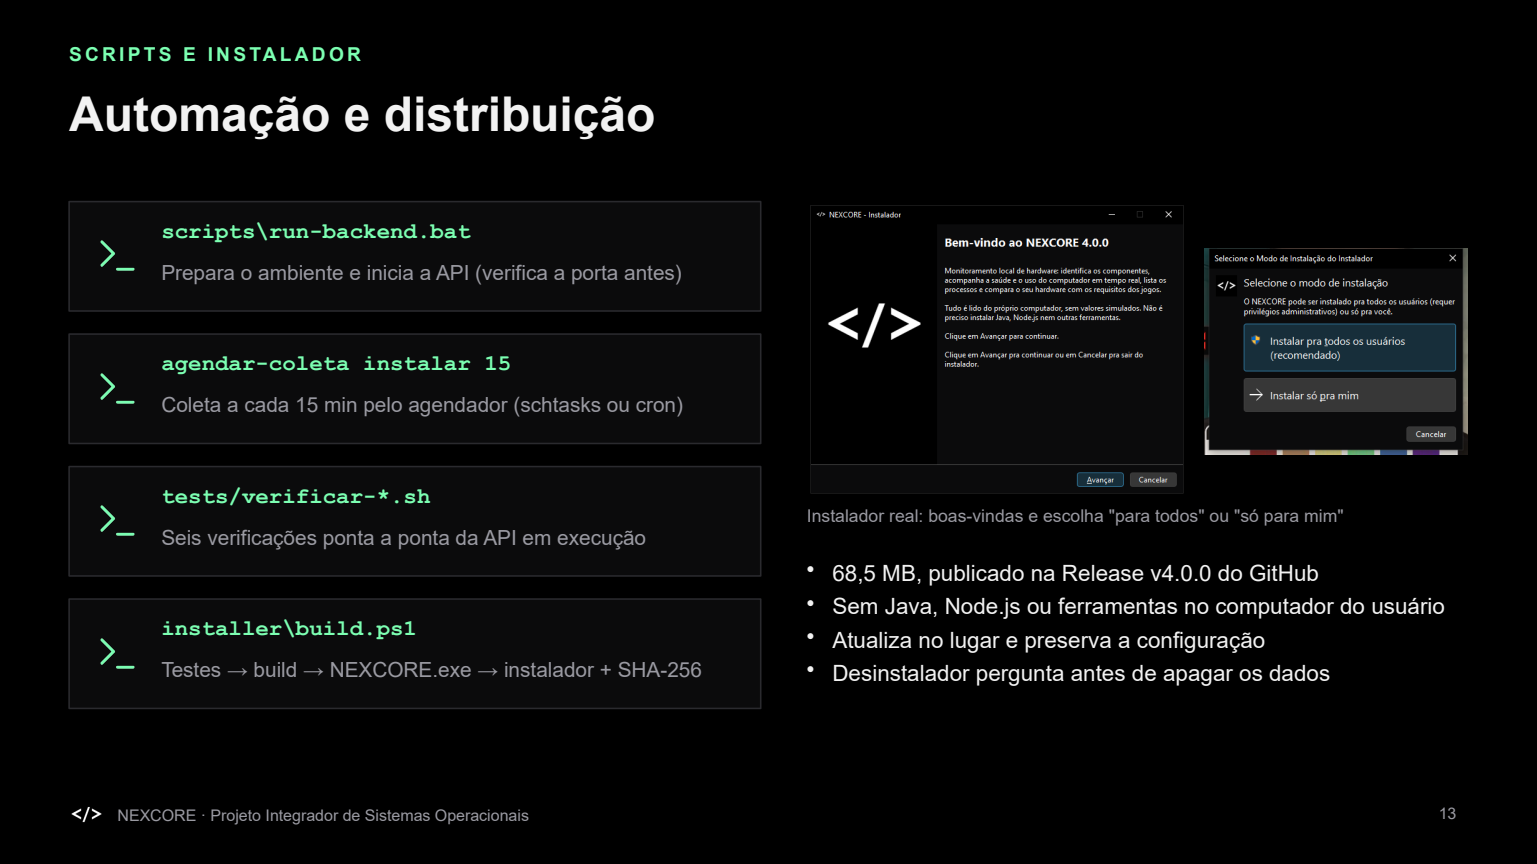 SCRIPTS E INSTALADOR
Automação e distribuição
scripts\run-backend.bat
Prepara o ambiente e inicia a API (verifica a porta antes)
agendar-coleta instalar 15
Coleta a cada 15 min pelo agendador (schtasks ou cron)
tests/verificar-*.sh
Seis verificações ponta a ponta da API em execução
installer\build.ps1
Testes → build → NEXCORE.exe → instalador + SHA-256
</> NEXCORE - Instalador
Bem-vindo ao NEXCORE 4.0.0
Monitoramento local de hardware: identifica os componentes,
acompanha a saúde e o uso do computador em tempo real, lista os
processos e compara o seu hardware com os requisitos dos jogos.
Tudo é lido do próprio computador, sem valores simulados. Não é
preciso instalar Java, Node.js nem outras ferramentas.
Clique em Avançar para continuar.
Clique em Avançar pra continuar ou em Cancelar pra sair do
instalador.
</>
Avançar
Cancelar
Selecione o Modo de Instalação do Instalador
</> Selecione o modo de instalação
O NEXCORE pode ser instalado pra todos os usuários (requer
privilégios administrativos) ou só pra você.
Instalar pra todos os usuários
(recomendado)
Instalar só pra mim
Cancelar
Instalador real: boas-vindas e escolha "para todos" ou "só para mim"
• 68,5 MB, publicado na Release v4.0.0 do GitHub
• Sem Java, Node.js ou ferramentas no computador do usuário
• Atualiza no lugar e preserva a configuração
• Desinstalador pergunta antes de apagar os dados
</> NEXCORE · Projeto Integrador de Sistemas Operacionais
13